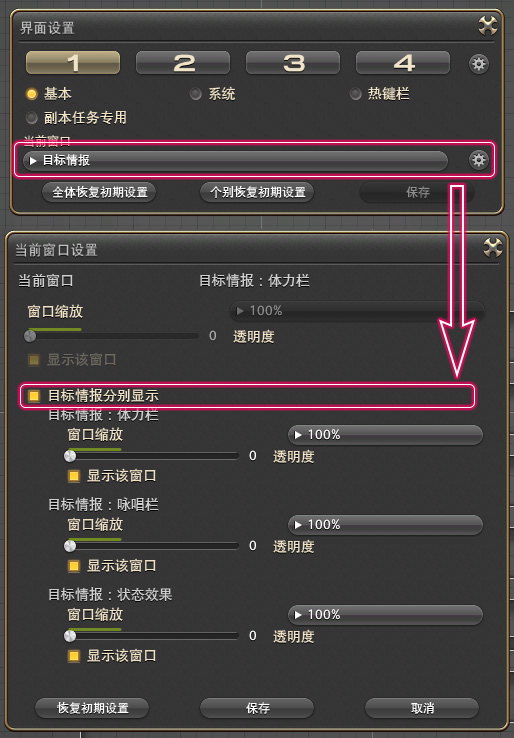 界面设置
1 2 3 4
基本 系统 热键栏
副本任务专用
当前窗口
目标情报
全体恢复初期设置 个别恢复初期设置 保存
当前窗口设置
当前窗口 目标情报：体力栏
窗口缩放 100%
0 透明度
显示该窗口
目标情报分别显示
目标情报：体力栏
窗口缩放 100%
0 透明度
显示该窗口
目标情报：咏唱栏
窗口缩放 100%
0 透明度
显示该窗口
目标情报：状态效果
窗口缩放 100%
0 透明度
显示该窗口
恢复初期设置 保存 取消